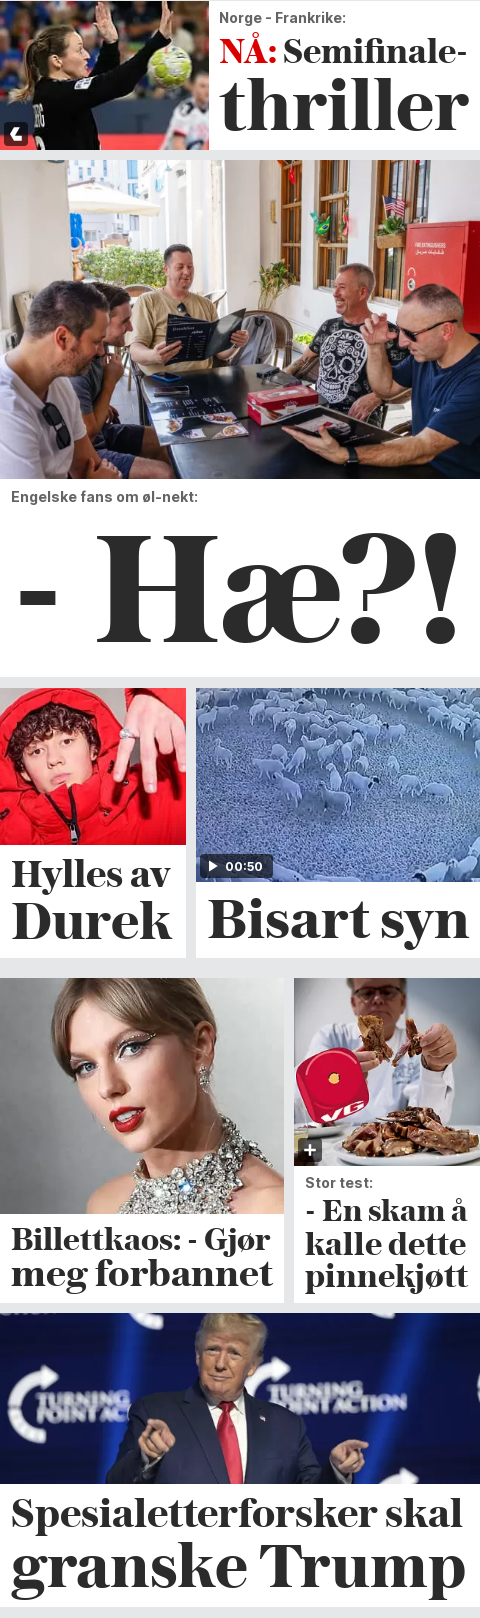 Norge - Frankrike:
NÅ: Semifinale-
thriller
Engelske fans om øl-nekt:
- Hæ?!
Hylles av
Durek
00:50
Bisart syn
Billettkaos: - Gjør
meg forbannet
VG
Stor test:
- En skam å
kalle dette
pinnekjøtt
TURNING
POINT AC
TURNING
POINT ACTION
Spesialetterforsker skal
granske Trump